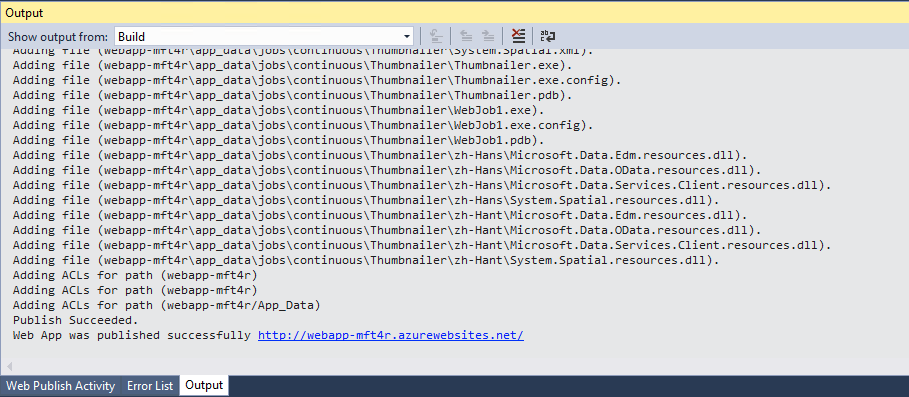 Output
Show output from: Build
Adding file (webapp-mft4r\app_data\jobs\continuous\Thumbnailer\System.Spatial.xml).
Adding file (webapp-mft4r\app_data\jobs\continuous\Thumbnailer\Thumbnailer.exe).
Adding file (webapp-mft4r\app_data\jobs\continuous\Thumbnailer\Thumbnailer.exe.config).
Adding file (webapp-mft4r\app_data\jobs\continuous\Thumbnailer\Thumbnailer.pdb).
Adding file (webapp-mft4r\app_data\jobs\continuous\Thumbnailer\WebJob1.exe).
Adding file (webapp-mft4r\app_data\jobs\continuous\Thumbnailer\WebJob1.exe.config).
Adding file (webapp-mft4r\app_data\jobs\continuous\Thumbnailer\WebJob1.pdb).
Adding file (webapp-mft4r\app_data\jobs\continuous\Thumbnailer\zh-Hans\Microsoft.Data.Edm.resources.dll).
Adding file (webapp-mft4r\app_data\jobs\continuous\Thumbnailer\zh-Hans\Microsoft.Data.OData.resources.dll).
Adding file (webapp-mft4r\app_data\jobs\continuous\Thumbnailer\zh-Hans\Microsoft.Data.Services.Client.resources.dll).
Adding file (webapp-mft4r\app_data\jobs\continuous\Thumbnailer\zh-Hans\System.Spatial.resources.dll).
Adding file (webapp-mft4r\app_data\jobs\continuous\Thumbnailer\zh-Hant\Microsoft.Data.Edm.resources.dll).
Adding file (webapp-mft4r\app_data\jobs\continuous\Thumbnailer\zh-Hant\Microsoft.Data.OData.resources.dll).
Adding file (webapp-mft4r\app_data\jobs\continuous\Thumbnailer\zh-Hant\Microsoft.Data.Services.Client.resources.dll).
Adding file (webapp-mft4r\app_data\jobs\continuous\Thumbnailer\zh-Hant\System.Spatial.resources.dll).
Adding ACLs for path (webapp-mft4r)
Adding ACLs for path (webapp-mft4r)
Adding ACLs for path (webapp-mft4r/App_Data)
Publish Succeeded.
Web App was published successfully http://webapp-mft4r.azurewebsites.net/
Web Publish Activity Error List Output